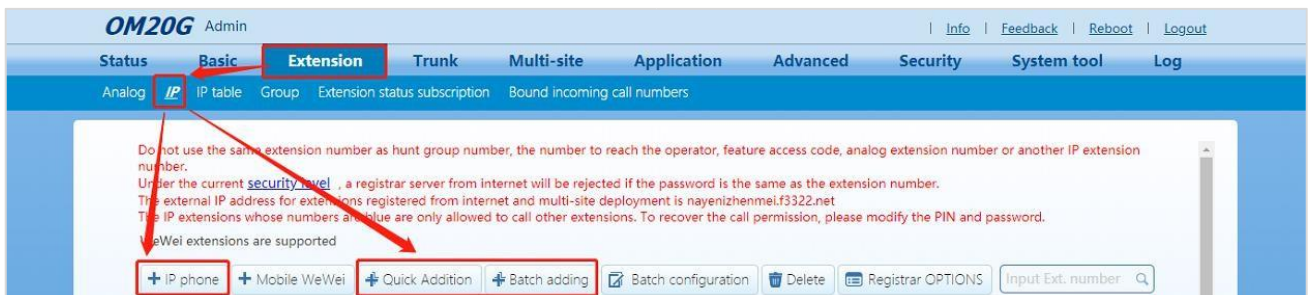 OM20G Admin | Info | Feedback | Reboot | Logout
Status Basic Extension Trunk Multi-site Application Advanced Security System tool Log
Analog IP IP table Group Extension status subscription Bound incoming call numbers
Do not use the same extension number as hunt group number, the number to reach the operator, feature access code, analog extension number or another IP extension
number.
Under the current security level , a registrar server from internet will be rejected if the password is the same as the extension number.
The external IP address for extensions registered from internet and multi-site deployment is nayenizhenmei.f3322.net
The IP extensions whose numbers are blue are only allowed to call other extensions. To recover the call permission, please modify the PIN and password.
WeWei extensions are supported
IP phone Mobile WeWei Quick Addition Batch adding Batch configuration Delete Registrar OPTIONS Input Ext. number